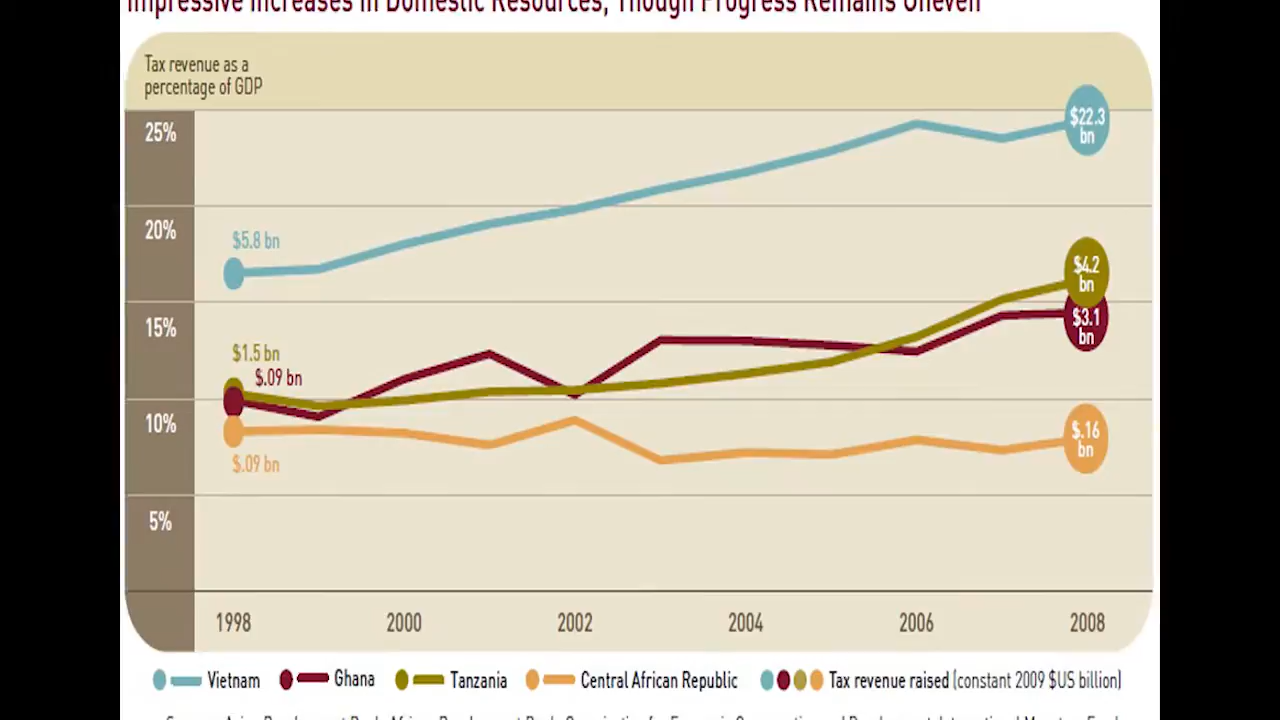 Impressive Increases in Domestic Resources, Though Progress Remains Uneven
Tax revenue as a
percentage of GDP
25%
20%
15%
10%
5%
$5.8 bn
$1.5 bn
$.09 bn
$.09 bn
$22.3
bn
$4.2
bn
$3.1
bn
$.16
bn
1998 2000 2002 2004 2006 2008
Vietnam Ghana Tanzania Central African Republic Tax revenue raised (constant 2009 $US billion)